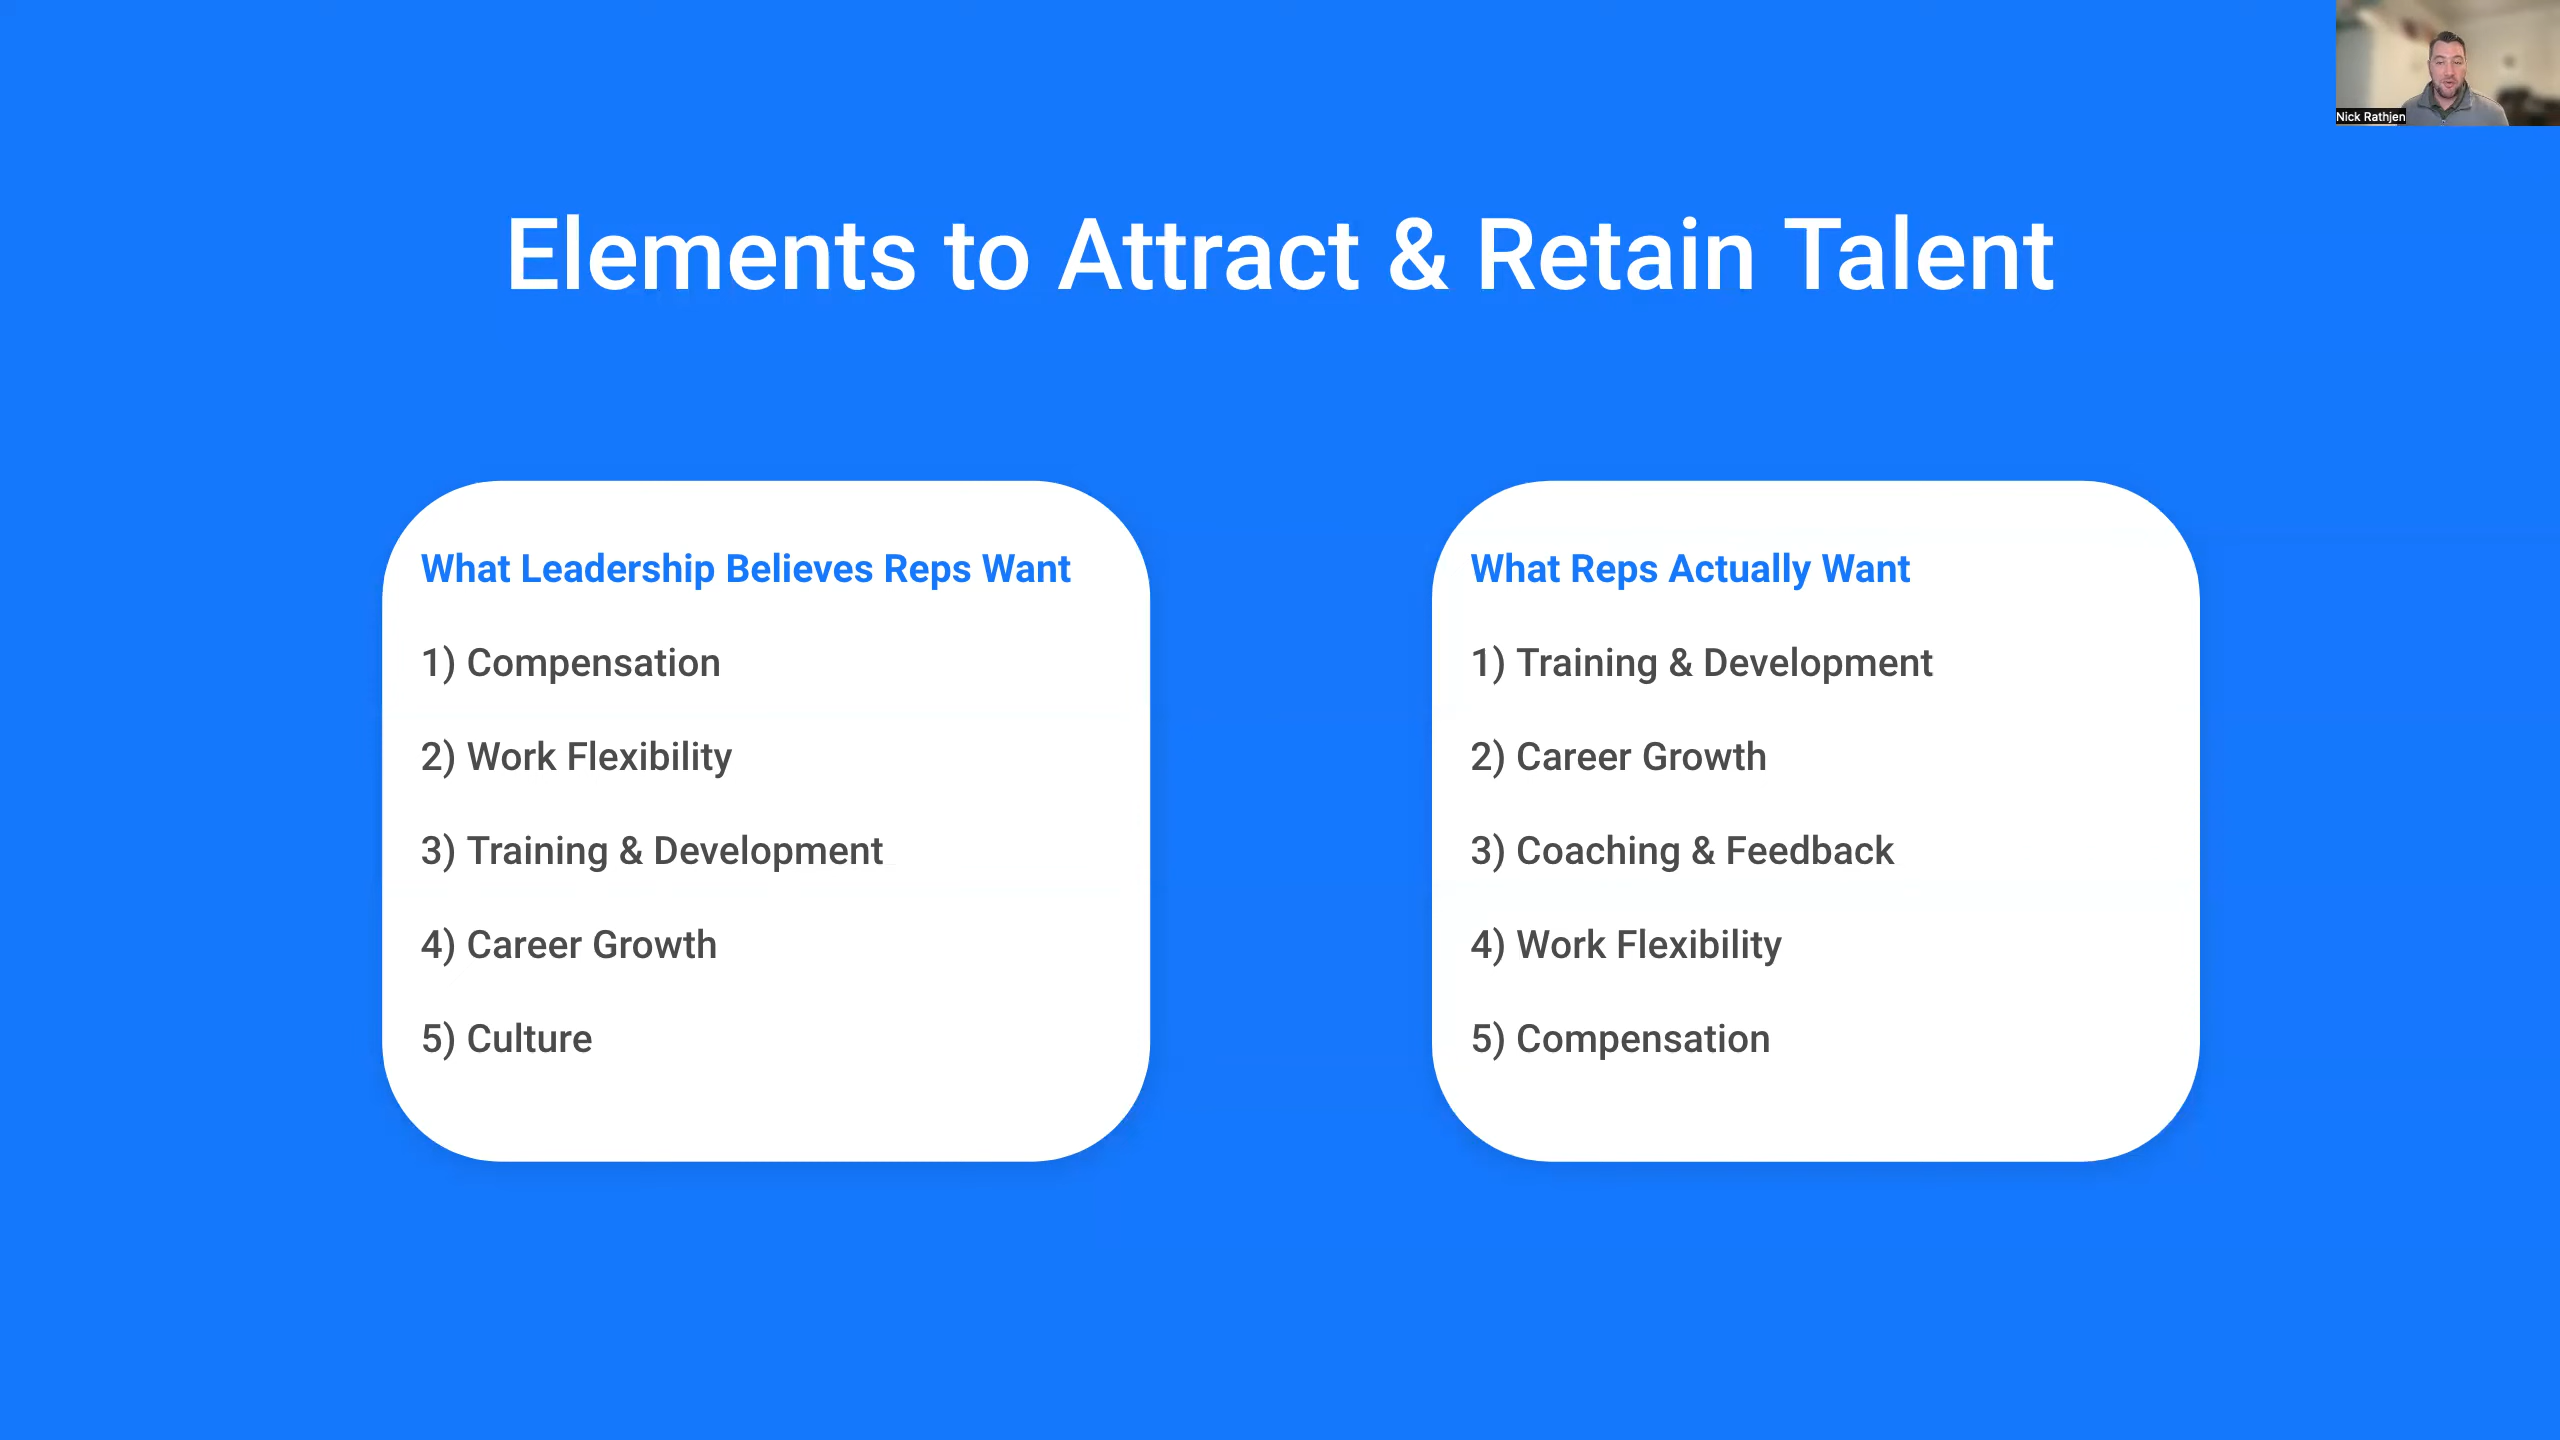 Nick Rathjen
Elements to Attract & Retain Talent
What Leadership Believes Reps Want
1) Compensation
2) Work Flexibility
3) Training & Development
4) Career Growth
5) Culture
What Reps Actually Want
1) Training & Development
2) Career Growth
3) Coaching & Feedback
4) Work Flexibility
5) Compensation